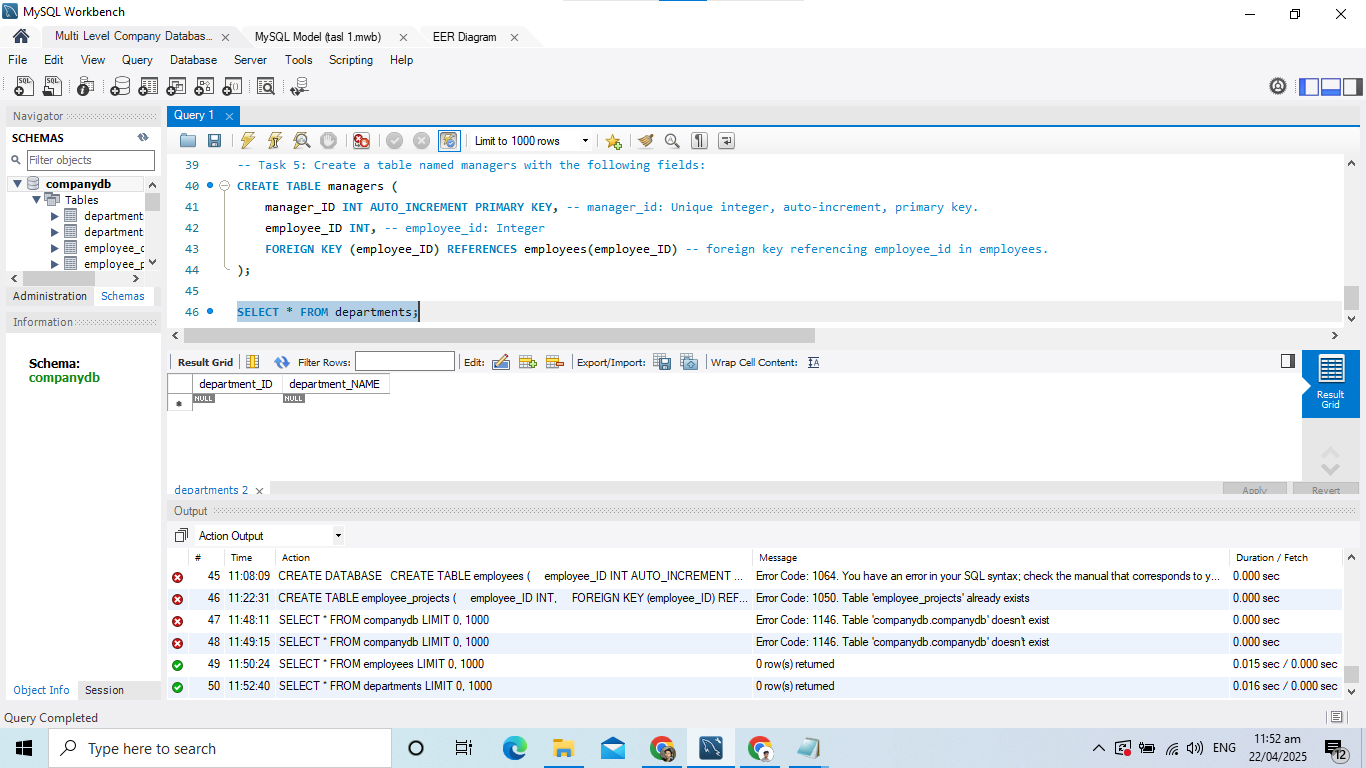 MySQL Workbench
Multi Level Company Databas... MySQL Model (tasl 1.mwb) EER Diagram
File Edit View Query Database Server Tools Scripting Help
Navigator
SCHEMAS
Filter objects
companydb
Tables
department
department
employee_c
employee_p
Administration Schemas
Information
Schema:
companydb
Object Info Session
Query 1
Limit to 1000 rows
39 -- Task 5: Create a table named managers with the following fields:
40 CREATE TABLE managers (
41 manager_ID INT AUTO_INCREMENT PRIMARY KEY, -- manager_id: Unique integer, auto-increment, primary key.
42 employee_ID INT, -- employee_id: Integer
43 FOREIGN KEY (employee_ID) REFERENCES employees(employee_ID) -- foreign key referencing employee_id in employees.
44 );
45
46 SELECT * FROM departments;
Result Grid Filter Rows: Edit: Export/Import: Wrap Cell Content:
department_ID department_NAME
NULL NULL
Result
Grid
departments 2 Apply Revert
Output
Action Output
# Time Action Message Duration / Fetch
45 11:08:09 CREATE DATABASE CREATE TABLE employees ( employee_ID INT AUTO_INCREMENT ... Error Code: 1064. You have an error in your SQL syntax; check the manual that corresponds to y... 0.000 sec
46 11:22:31 CREATE TABLE employee_projects ( employee_ID INT, FOREIGN KEY (employee_ID) REF... Error Code: 1050. Table 'employee_projects' already exists 0.000 sec
47 11:48:11 SELECT * FROM companydb LIMIT 0, 1000 Error Code: 1146. Table 'companydb.companydb' doesn't exist 0.000 sec
48 11:49:15 SELECT * FROM companydb LIMIT 0, 1000 Error Code: 1146. Table 'companydb.companydb' doesn't exist 0.000 sec
49 11:50:24 SELECT * FROM employees LIMIT 0, 1000 0 row(s) returned 0.015 sec / 0.000 sec
50 11:52:40 SELECT * FROM departments LIMIT 0, 1000 0 row(s) returned 0.016 sec / 0.000 sec
Query Completed
Type here to search
ENG
11:52 am
22/04/2025
12